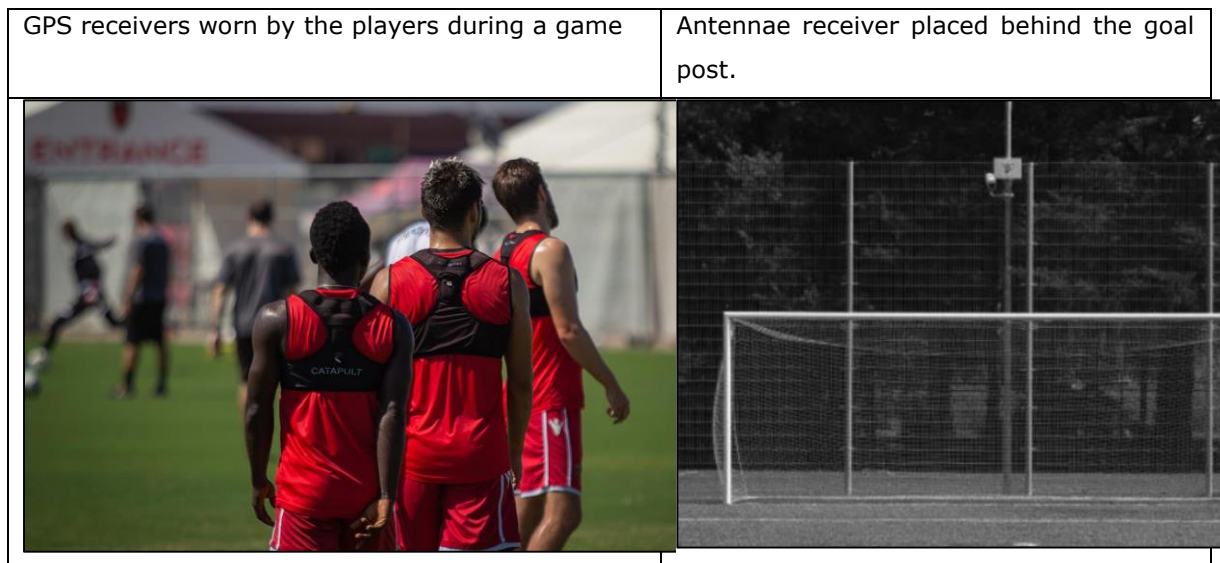 GPS receivers worn by the players during a game
Antennae receiver placed behind the goal
post.
ENTRANCE
CATAPULT